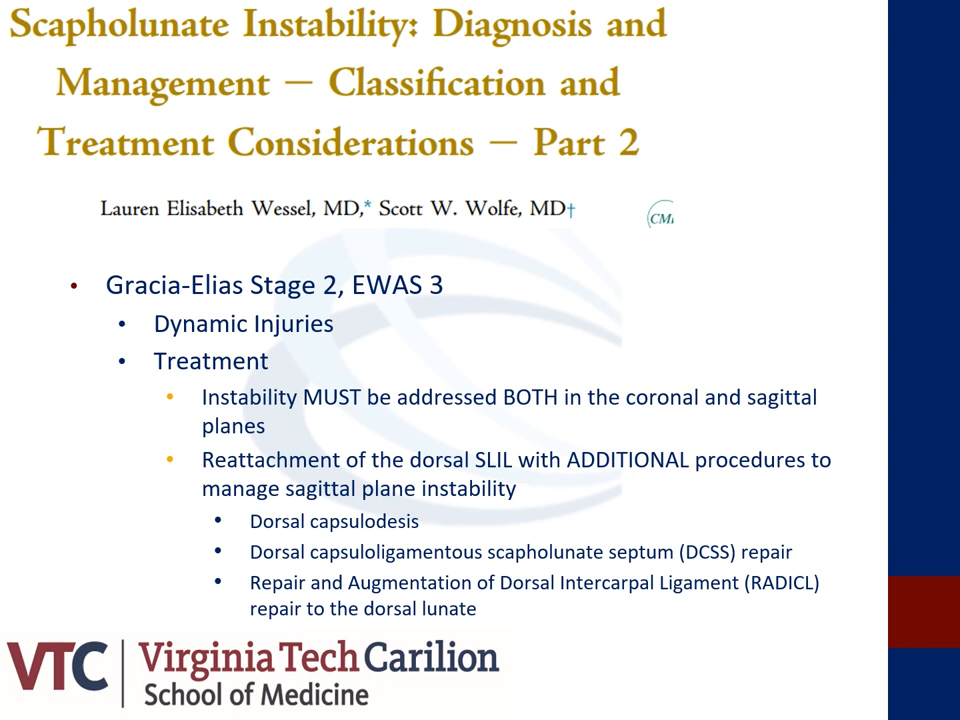 Scapholunate Instability: Diagnosis and
Management — Classification and
Treatment Considerations — Part 2
Lauren Elisabeth Wessel, MD,* Scott W. Wolfe, MD†
CM
• Gracia-Elias Stage 2, EWAS 3
• Dynamic Injuries
• Treatment
• Instability MUST be addressed BOTH in the coronal and sagittal
planes
• Reattachment of the dorsal SLIL with ADDITIONAL procedures to
manage sagittal plane instability
• Dorsal capsulodesis
• Dorsal capsuloligamentous scapholunate septum (DCSS) repair
• Repair and Augmentation of Dorsal Intercarpal Ligament (RADICL)
repair to the dorsal lunate
VTC Virginia Tech Carilion
School of Medicine